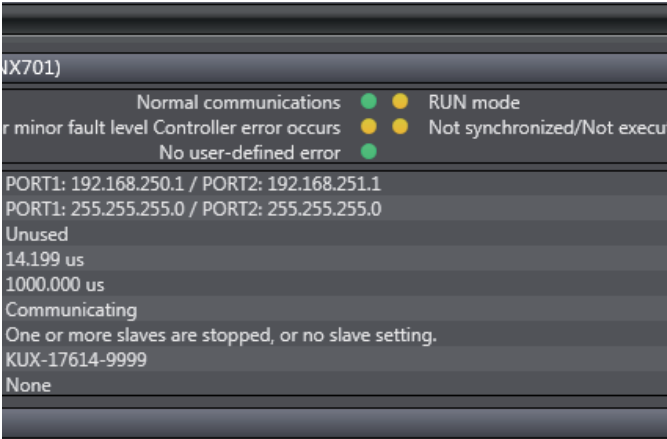 NX701)
Normal communications RUN mode
r minor fault level Controller error occurs Not synchronized/Not execu
No user-defined error
PORT1: 192.168.250.1 / PORT2: 192.168.251.1
PORT1: 255.255.255.0 / PORT2: 255.255.255.0
Unused
14.199 us
1000.000 us
Communicating
One or more slaves are stopped, or no slave setting.
KUX-17614-9999
None